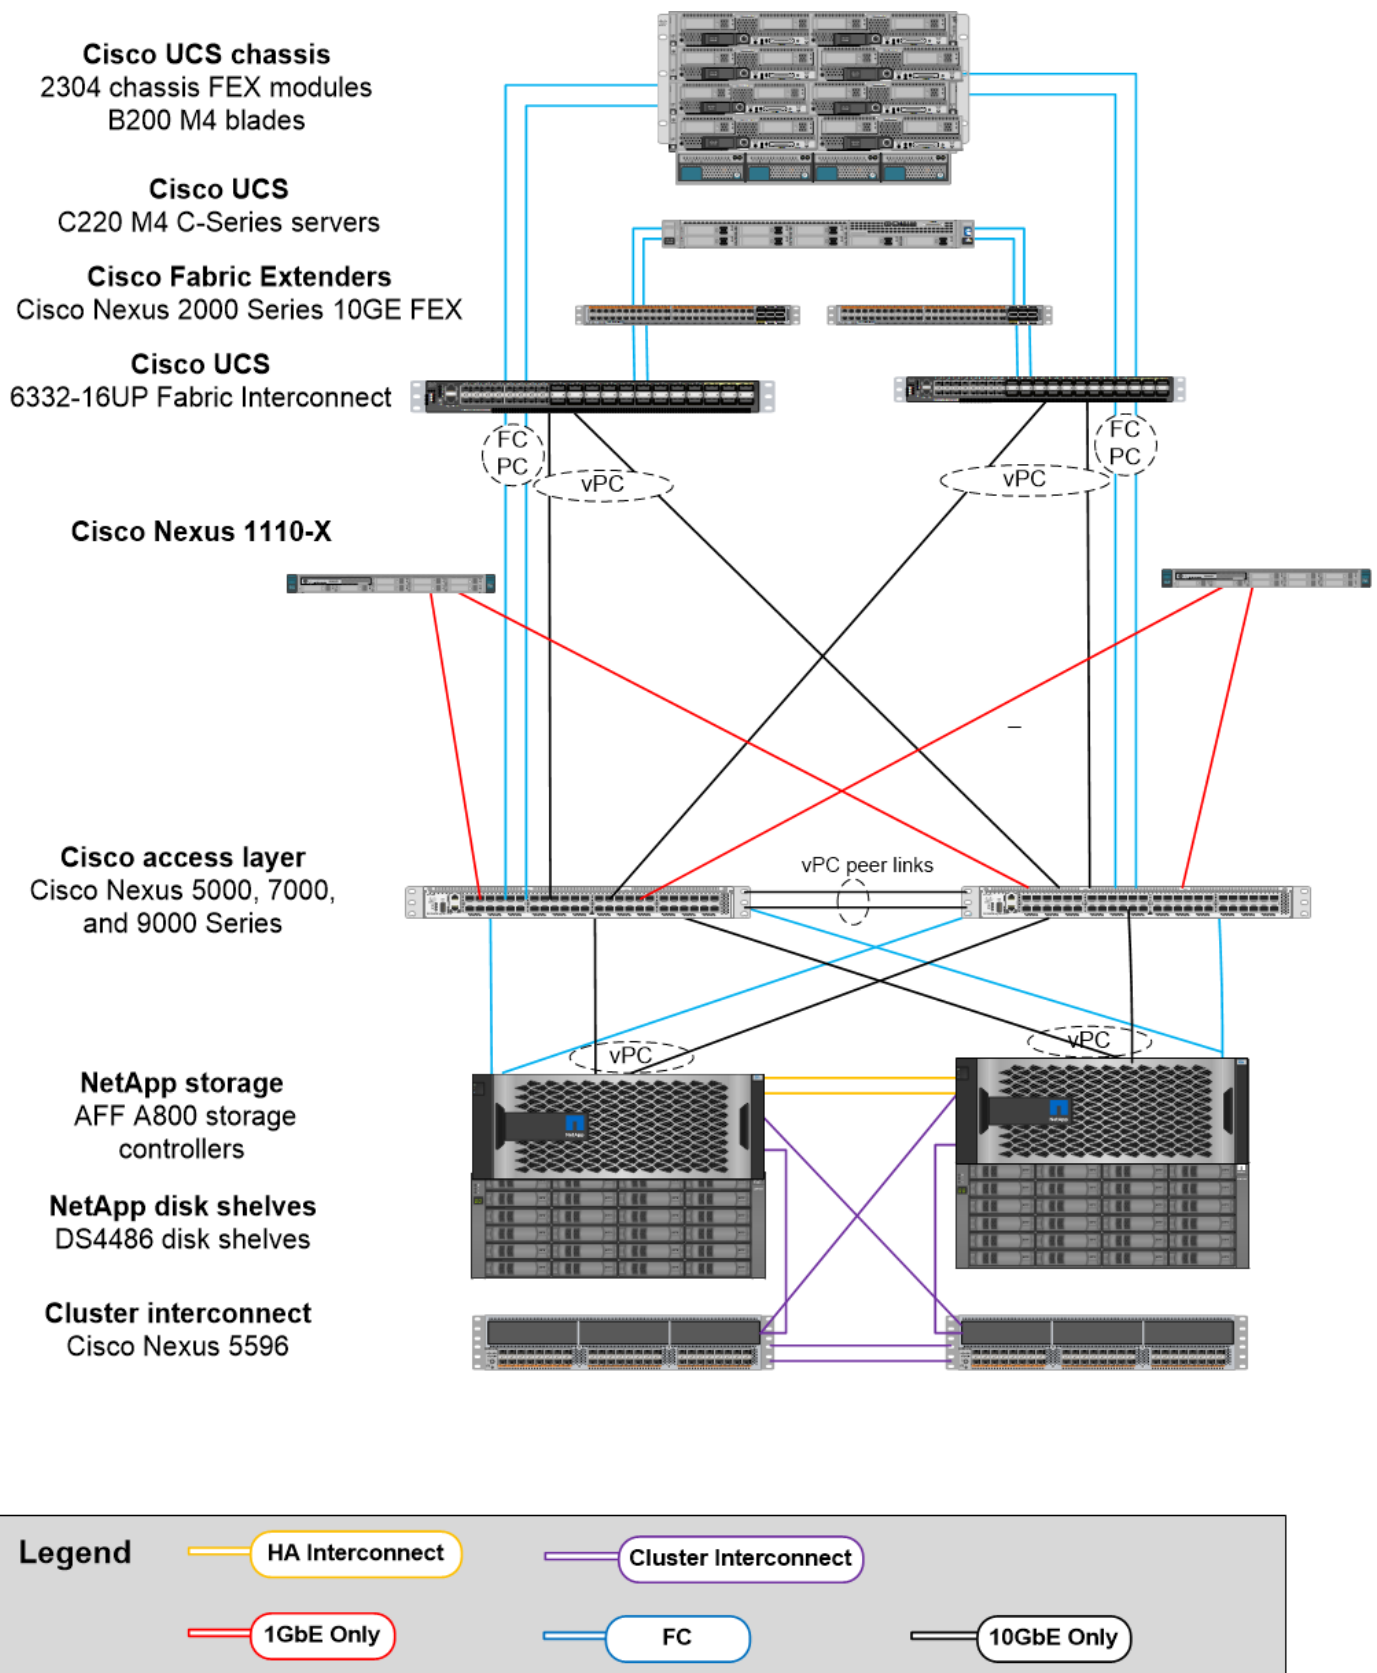 Cisco UCS chassis
2304 chassis FEX modules
B200 M4 blades
Cisco UCS
C220 M4 C-Series servers
Cisco Fabric Extenders
Cisco Nexus 2000 Series 10GE FEX
Cisco UCS
6332-16UP Fabric Interconnect
FC
PC
vPC
vPC
FC
PC
Cisco Nexus 1110-X
Cisco access layer
Cisco Nexus 5000, 7000,
and 9000 Series
vPC peer links
vPC
vPC
NetApp storage
AFF A800 storage
controllers
NetApp
NetApp
NetApp disk shelves
DS4486 disk shelves
Cluster interconnect
Cisco Nexus 5596
Legend
HA Interconnect
Cluster Interconnect
1GbE Only
FC
10GbE Only